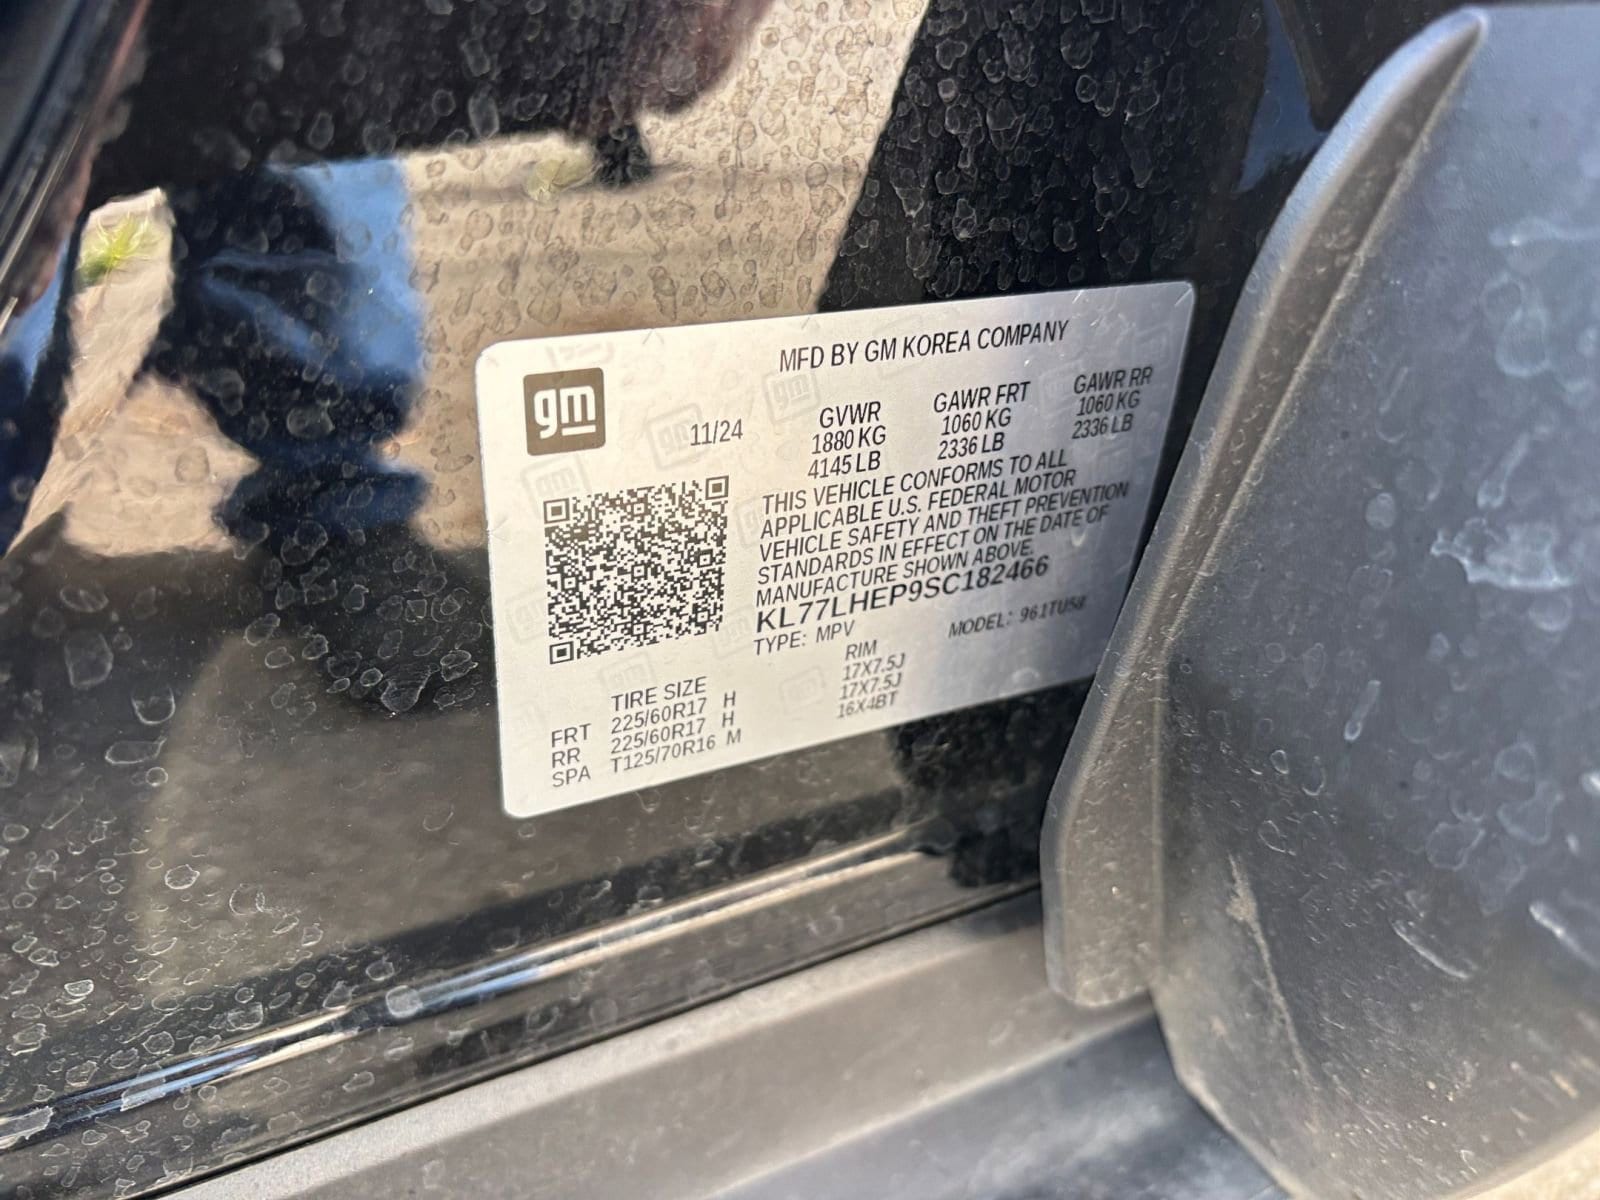 MFD BY GM KOREA COMPANY
gm
11/24
GVWR GAWR FRT GAWR RR
1880 KG 1060 KG 1060 KG
4145 LB 2336 LB 2336 LB
THIS VEHICLE CONFORMS TO ALL
APPLICABLE U.S. FEDERAL MOTOR
VEHICLE SAFETY AND THEFT PREVENTION
STANDARDS IN EFFECT ON THE DATE OF
MANUFACTURE SHOWN ABOVE.
KL77LHEP9SC182466
TYPE: MPV MODEL: 961TU58
TIRE SIZE RIM
FRT 225/60R17 H 17X7.5J
RR 225/60R17 H 17X7.5J
SPA T125/70R16 M 16X4BT